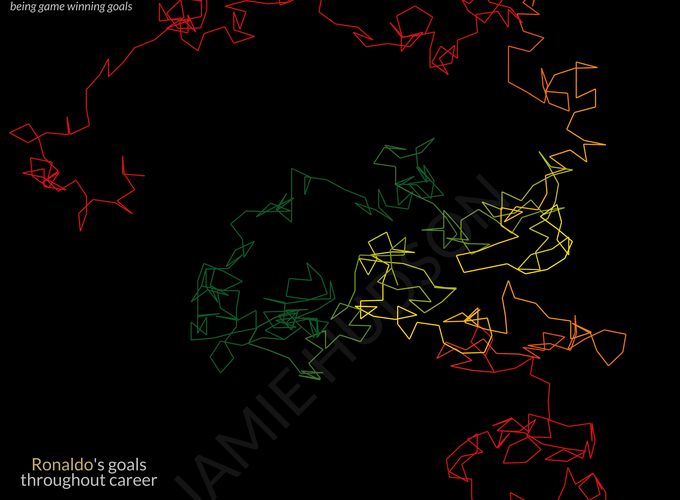 being game winning goals
JAMIE HUDSON
Ronaldo's goals
throughout career